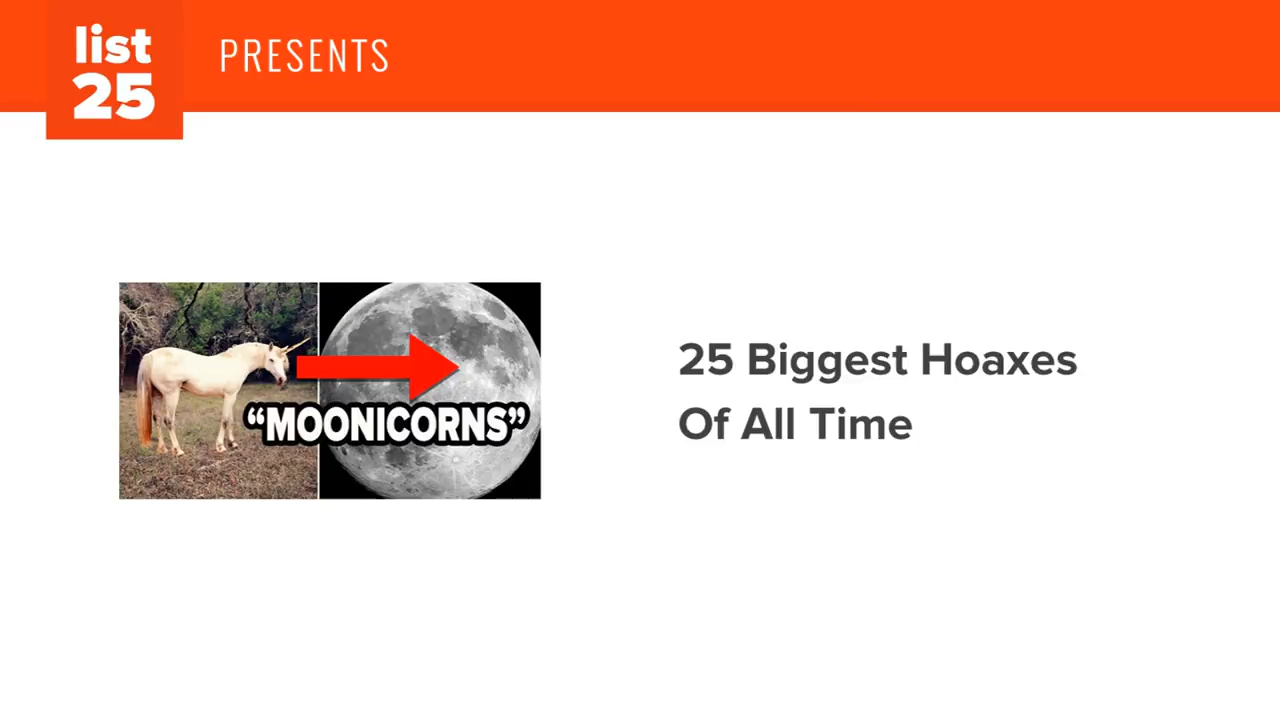 list
25
PRESENTS
“MOONICORNS”
25 Biggest Hoaxes
Of All Time